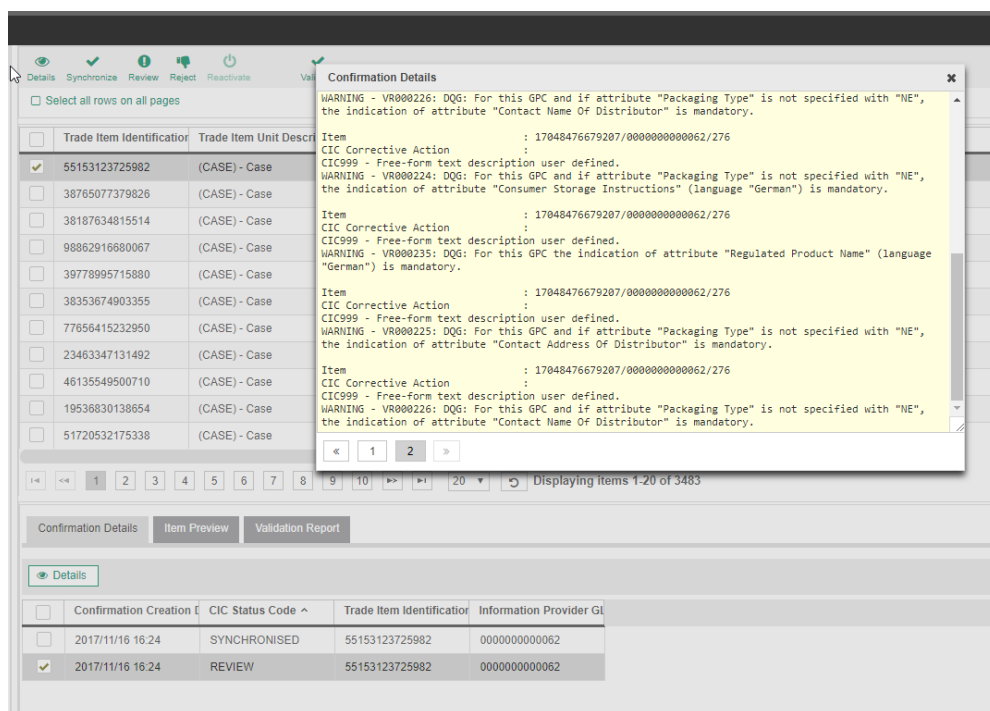 Details Synchronize Review Reject Reactivate
Select all rows on all pages
Trade Item Identification Trade Item Unit Descri
55153123725982 (CASE) - Case
38765077379826 (CASE) - Case
38187634815514 (CASE) - Case
98862916680067 (CASE) - Case
39778995715880 (CASE) - Case
38353674903355 (CASE) - Case
77656415232950 (CASE) - Case
23463347131492 (CASE) - Case
46135549500710 (CASE) - Case
19536830138654 (CASE) - Case
51720532175338 (CASE) - Case
Confirmation Details
WARNING - VR000226: DQG: For this GPC and if attribute "Packaging Type" is not specified with "NE",
the indication of attribute "Contact Name Of Distributor" is mandatory.
Item : 17048476679207/0000000000062/276
CIC Corrective Action :
CIC999 - Free-form text description user defined.
WARNING - VR000224: DQG: For this GPC and if attribute "Packaging Type" is not specified with "NE",
the indication of attribute "Consumer Storage Instructions" (language "German") is mandatory.
Item : 17048476679207/0000000000062/276
CIC Corrective Action :
CIC999 - Free-form text description user defined.
WARNING - VR000235: DQG: For this GPC the indication of attribute "Regulated Product Name" (language
"German") is mandatory.
Item : 17048476679207/0000000000062/276
CIC Corrective Action :
CIC999 - Free-form text description user defined.
WARNING - VR000225: DQG: For this GPC and if attribute "Packaging Type" is not specified with "NE",
the indication of attribute "Contact Address Of Distributor" is mandatory.
Item : 17048476679207/0000000000062/276
CIC Corrective Action :
CIC999 - Free-form text description user defined.
WARNING - VR000226: DQG: For this GPC and if attribute "Packaging Type" is not specified with "NE",
the indication of attribute "Contact Name Of Distributor" is mandatory.
« 1 2 »
1 2 3 4 5 6 7 8 9 10 20 Displaying items 1-20 of 3483
Confirmation Details Item Preview Validation Report
Details
Confirmation Creation D CIC Status Code Trade Item Identification Information Provider GL
2017/11/16 16:24 SYNCHRONISED 55153123725982 0000000000062
2017/11/16 16:24 REVIEW 55153123725982 0000000000062